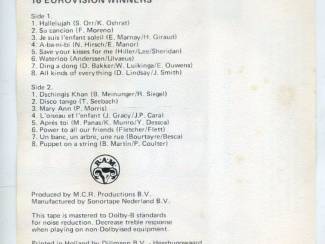 16 EUROVISION WINNERS
Side 1.
1. Hallelujah (S. Orr/K. Oshrat)
2. Su cancion (F. Moreno)
3. Je suis l'enfant soleil (E. Marnay/H. Giraud)
4. A-ba-ni-bi (N. Hirsch/E. Manor)
5. Save your kisses for me (Hiller/Lee/Sheridan)
6. Waterloo (Anderssen/Ulvaeus)
7. Ding a dong (D. Bakker/W. Luikinga/E. Ouwens)
8. All kinds of everything (D. Lindsay/J. Smith)
Side 2.
1. Dschingis Khan (B. Meinunger/R. Siegel)
2. Disco tango (T. Seebach)
3. Mary Ann (P. Morris)
4. L'oiseau et l'enfant (J. Gracy/J.P. Cara)
5. Après toi (M. Panas/K. Munro/Y. Dessca)
6. Power to all our friends (Fletcher/Flett)
7. Un banc, un arbre, une rue (Bourtayre/Besca)
8. Puppet on a string (B. Martin/P. Coulter)
Produced by M.C.R. Productions B.V.
Manufactured by Sonortape Nederland B.V.
This tape is mastered to Dolby-B standards
for noise reduction. Decrease treble response
when playing on non-Dolbyised equipment.
Printed in Holland by Dillmann B.V. -